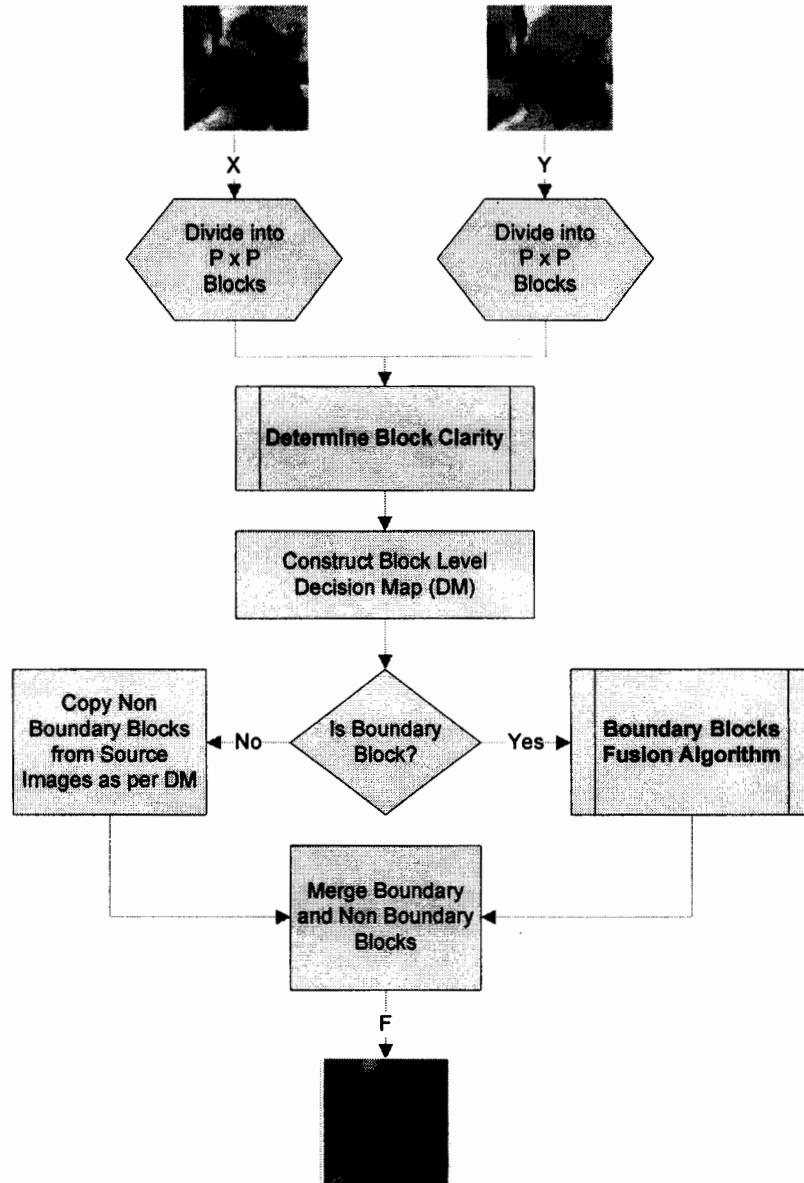 X
Y
Divide into
P x P
Blocks
Divide into
P x P
Blocks
Determine Block Clarity
Construct Block Level
Decision Map (DM)
Is Boundary
Block?
No
Yes
Copy Non
Boundary Blocks
from Source
Images as per DM
Boundary Blocks
Fusion Algorithm
Merge Boundary
and Non Boundary
Blocks
F